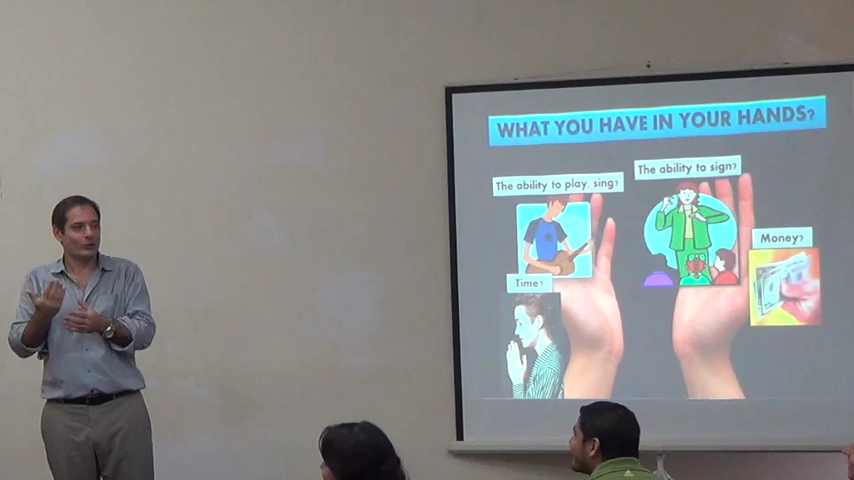 WHAT YOU HAVE IN YOUR HANDS?
The ability to play, sing?
The ability to sign?
Money?
Time?